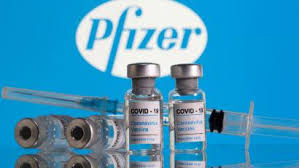 Pfizer
COVID - 19
Coronavirus
Vaccine
COVID - 19
Coronavirus
Vaccine